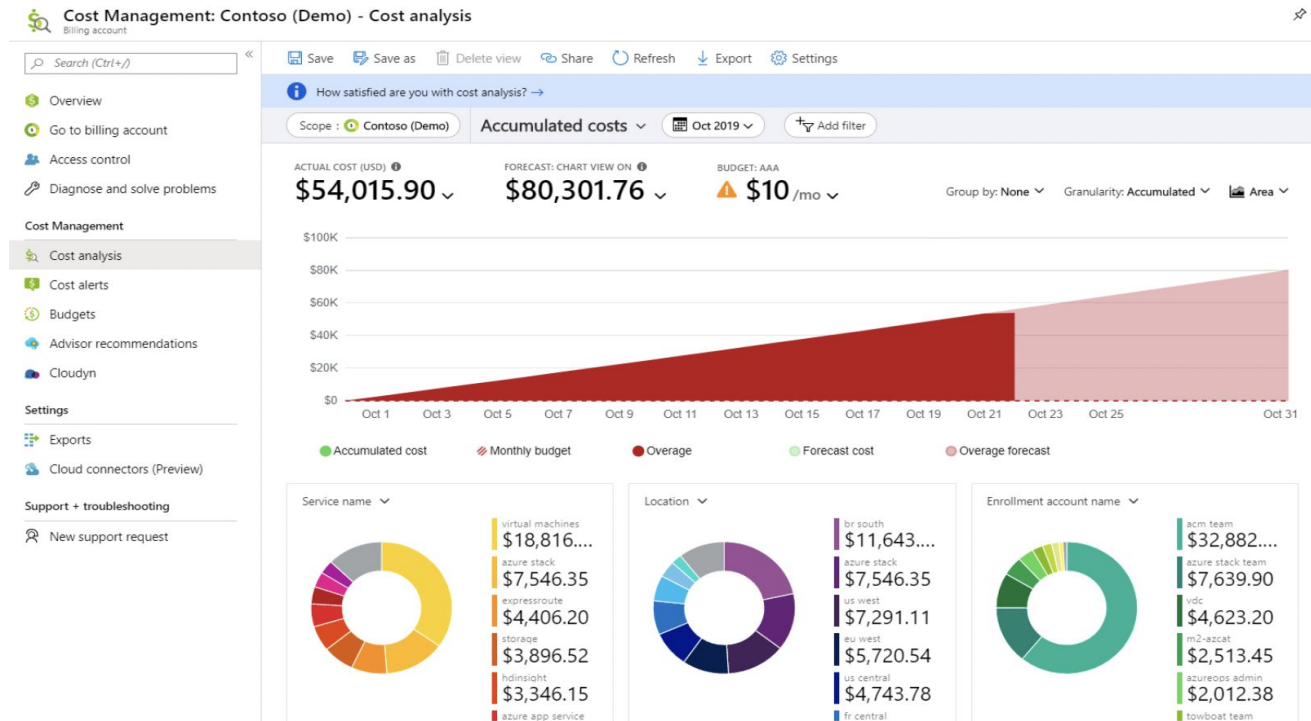 Cost Management: Contoso (Demo) - Cost analysis
Billing account
Search (Ctrl+/)
«
Overview
Go to billing account
Access control
Diagnose and solve problems
Cost Management
Cost analysis
Cost alerts
Budgets
Advisor recommendations
Cloudyn
Settings
Exports
Cloud connectors (Preview)
Support + troubleshooting
New support request
Save Save as Delete view Share Refresh Export Settings
How satisfied are you with cost analysis? →
Scope : Contoso (Demo) Accumulated costs Oct 2019 Add filter
ACTUAL COST (USD) FORECAST: CHART VIEW ON BUDGET: AAA
$54,015.90 $80,301.76 $10 /mo
Group by: None Granularity: Accumulated Area
$100K
$80K
$60K
$40K
$20K
$0
Oct 1 Oct 3 Oct 5 Oct 7 Oct 9 Oct 11 Oct 13 Oct 15 Oct 17 Oct 19 Oct 21 Oct 23 Oct 25 Oct 31
Accumulated cost Monthly budget Overage Forecast cost Overage forecast
Service name
virtual machines
$18,816....
azure stack
$7,546.35
expressroute
$4,406.20
storage
$3,896.52
hdinsight
$3,346.15
azure app service
Location
br south
$11,643....
azure stack
$7,546.35
us west
$7,291.11
eu west
$5,720.54
us central
$4,743.78
fr central
Enrollment account name
acm team
$32,882....
azure stack team
$7,639.90
vdc
$4,623.20
m2-azcat
$2,513.45
azureops admin
$2,012.38
towboat team